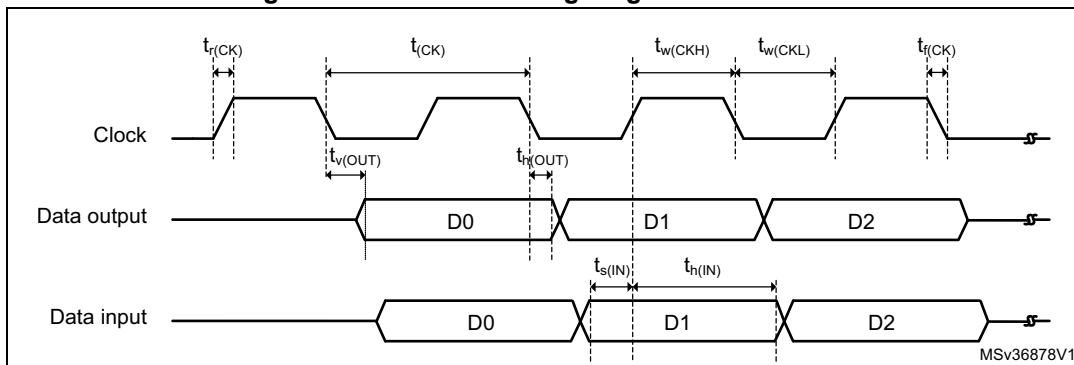 t_r(CK) t_(CK) t_w(CKH) t_w(CKL) t_f(CK)
Clock
t_v(OUT) t_h(OUT)
Data output D0 D1 D2
t_s(IN) t_h(IN)
Data input D0 D1 D2
MSv36878V1